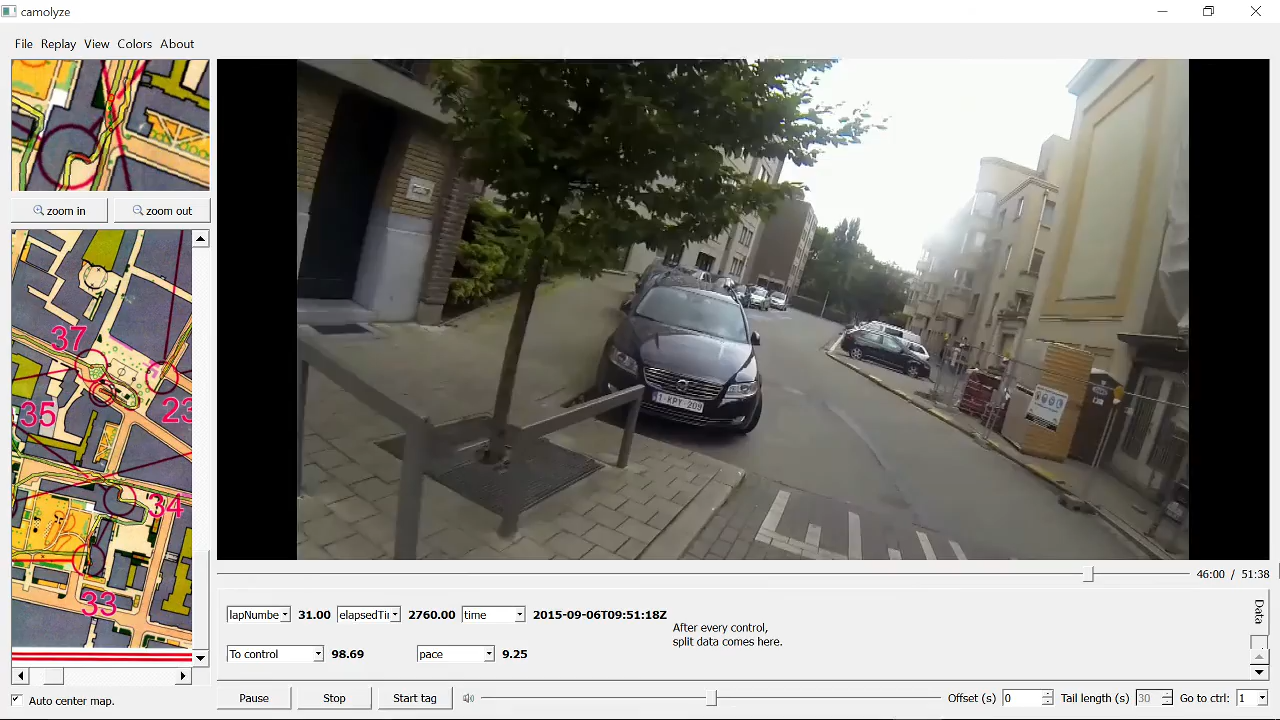 camolyze
File Replay View Colors About
zoom in zoom out
37
35
23
34
33
1-KPY-209
46:00 / 51:38
lapNumbe 31.00 elapsedTii 2760.00 time 2015-09-06T09:51:18Z
After every control,
split data comes here.
To control 98.69 pace 9.25
Data
Auto center map.
Pause Stop Start tag Offset (s) 0 Tail length (s) 30 Go to ctrl: 1